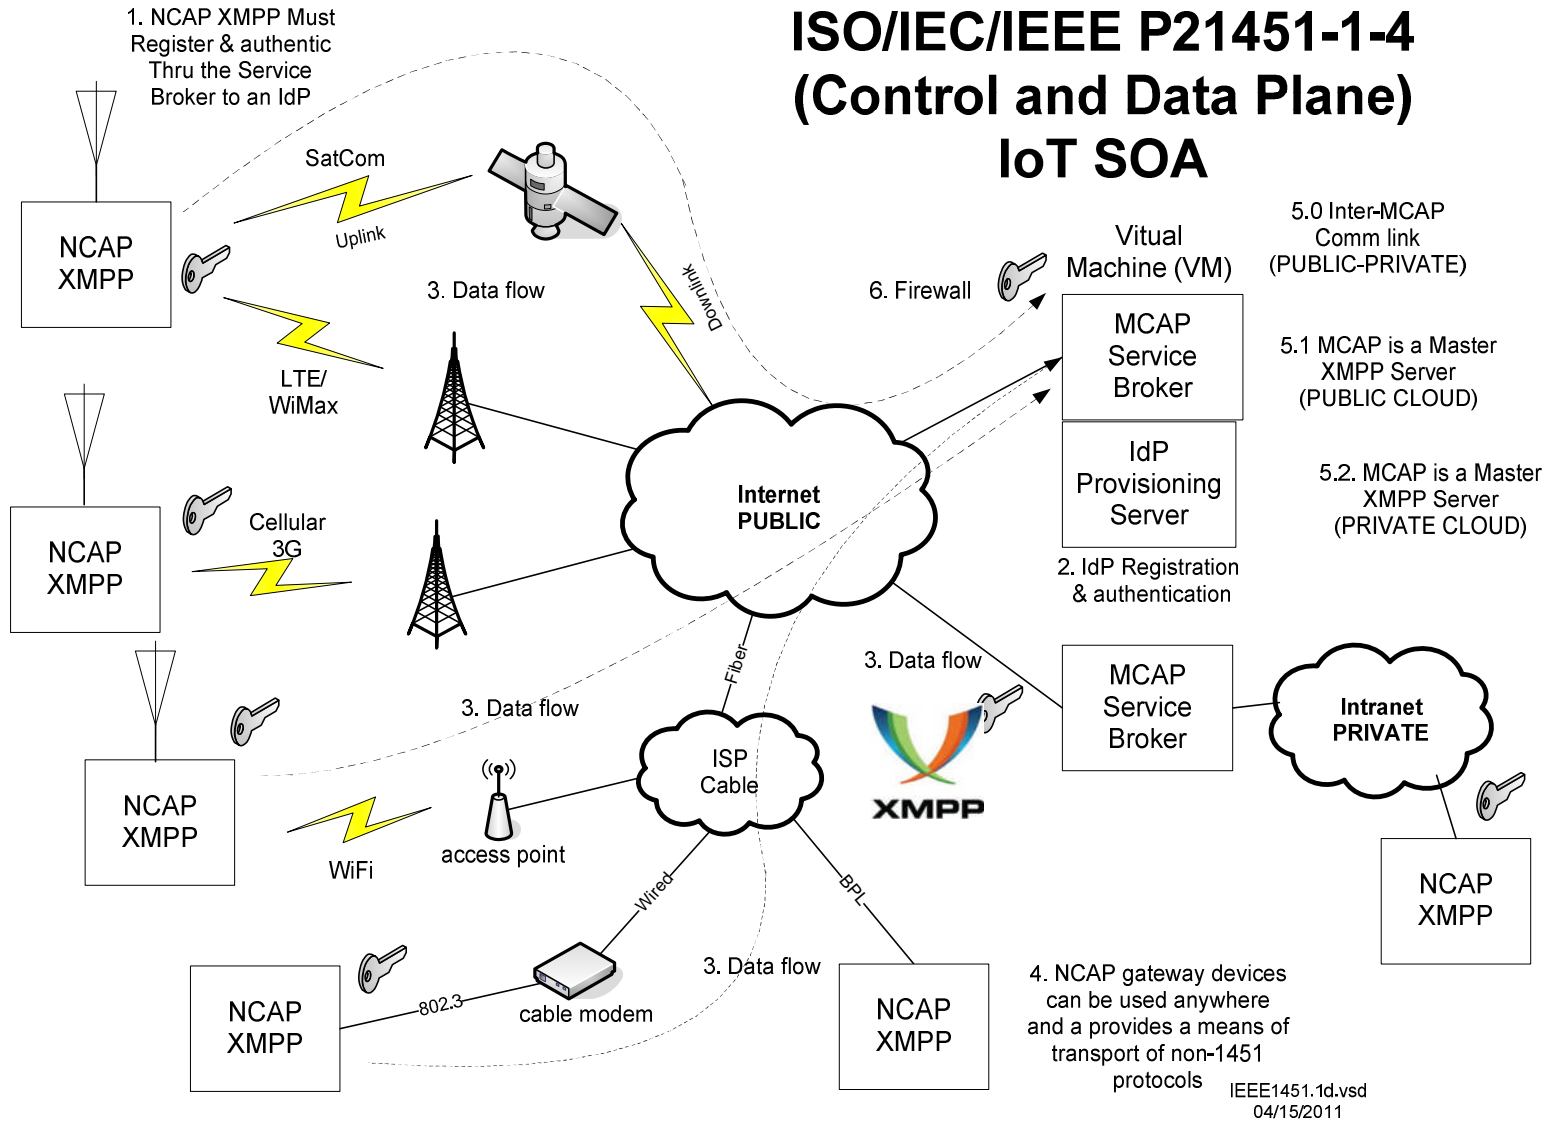 1. NCAP XMPP Must
Register & authentic
Thru the Service
Broker to an IdP
ISO/IEC/IEEE P21451-1-4
(Control and Data Plane)
IoT SOA
SatCom
Uplink
NCAP
XMPP
3. Data flow
Downlink
LTE/
WiMax
6. Firewall
Vitual
Machine (VM)
MCAP
Service
Broker
IdP
Provisioning
Server
2. IdP Registration
& authentication
5.0 Inter-MCAP
Comm link
(PUBLIC-PRIVATE)
5.1 MCAP is a Master
XMPP Server
(PUBLIC CLOUD)
5.2. MCAP is a Master
XMPP Server
(PRIVATE CLOUD)
Internet
PUBLIC
NCAP
XMPP
Cellular
3G
Fiber
3. Data flow
3. Data flow
MCAP
Service
Broker
Intranet
PRIVATE
XMPP
NCAP
XMPP
WiFi
access point
ISP
Cable
Wired
BPL
NCAP
XMPP
NCAP
XMPP
802.3
cable modem
3. Data flow
NCAP
XMPP
4. NCAP gateway devices
can be used anywhere
and a provides a means of
transport of non-1451
protocols
IEEE1451.1d.vsd
04/15/2011